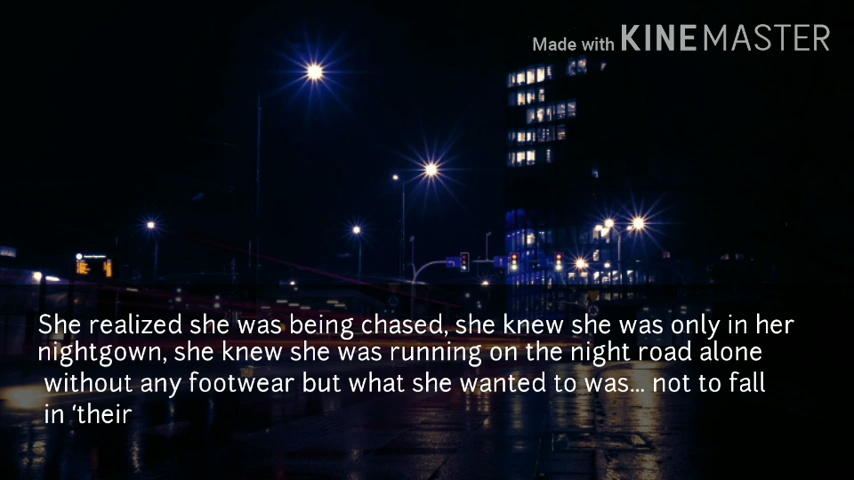 Made with KINEMASTER
She realized she was being chased, she knew she was only in her
nightgown, she knew she was running on the night road alone
without any footwear but what she wanted to was... not to fall
in ‘their